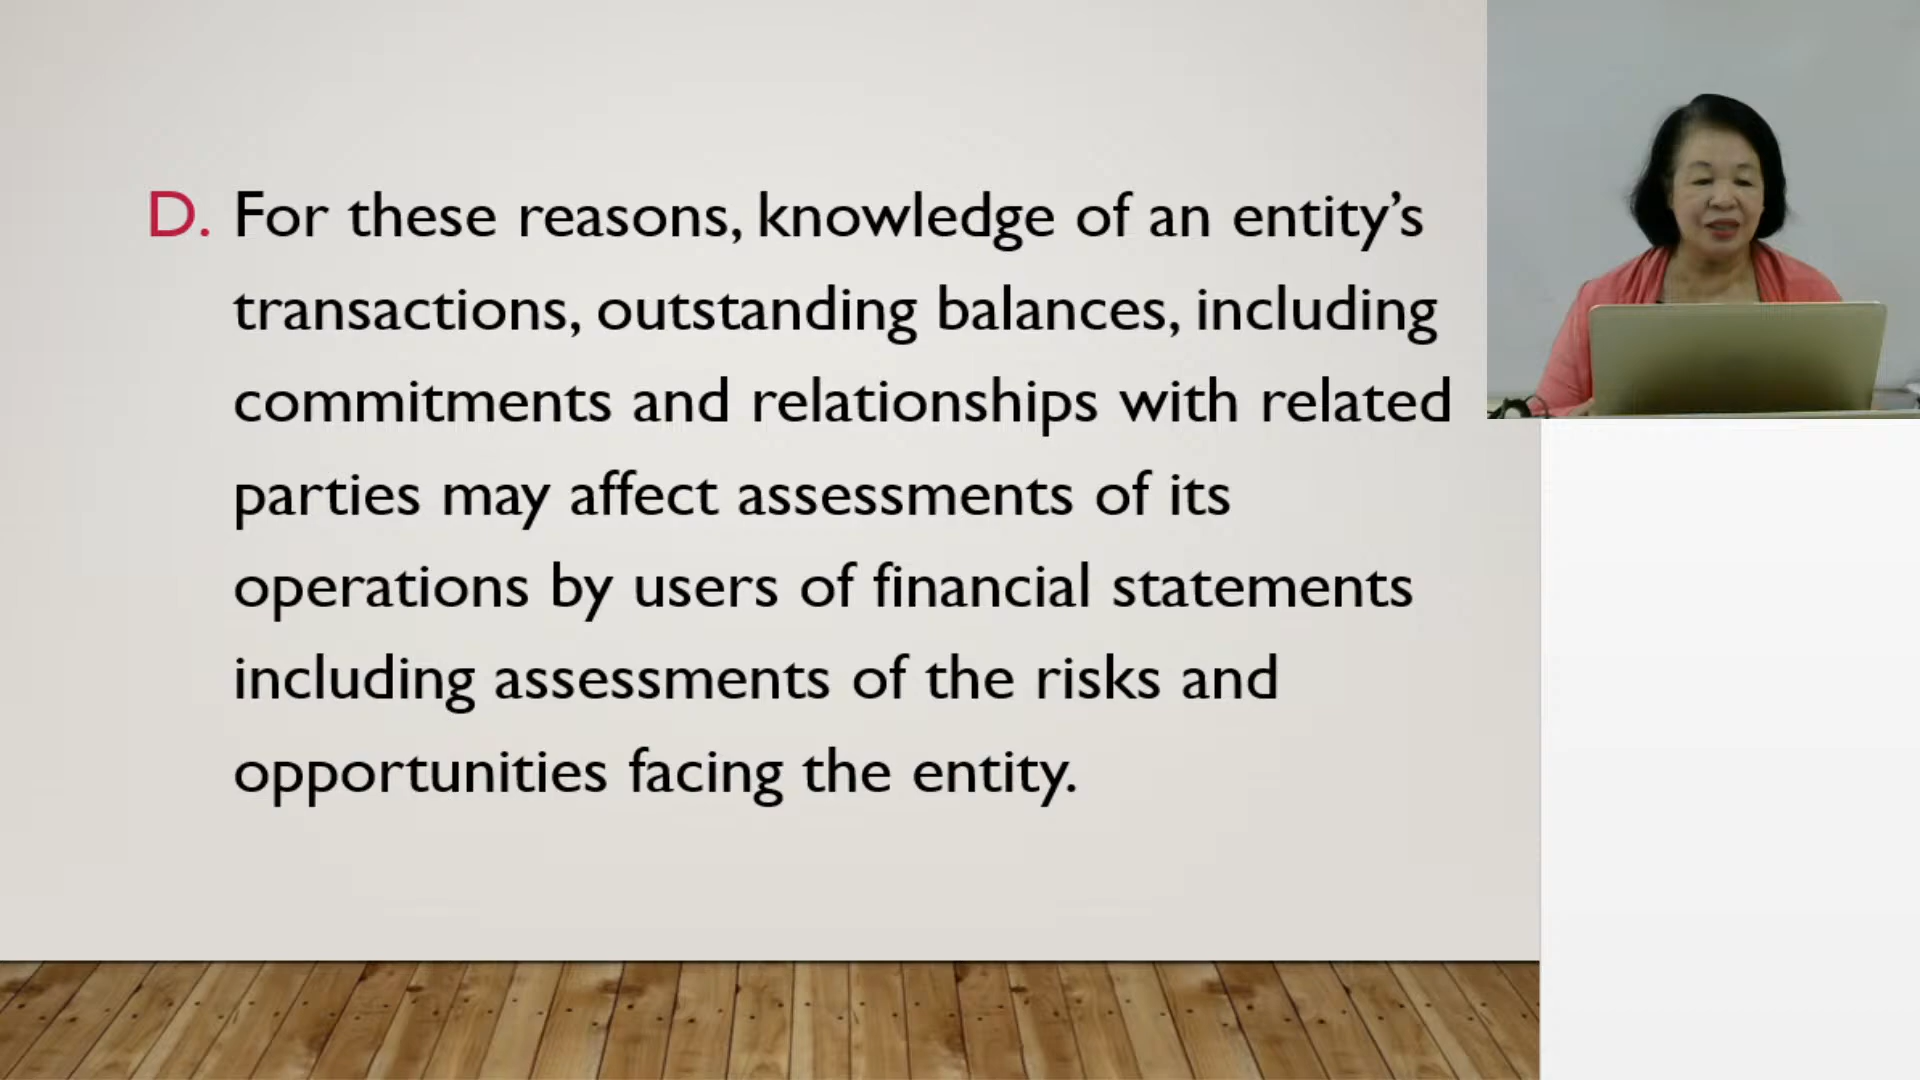 D. For these reasons, knowledge of an entity’s
transactions, outstanding balances, including
commitments and relationships with related
parties may affect assessments of its
operations by users of financial statements
including assessments of the risks and
opportunities facing the entity.